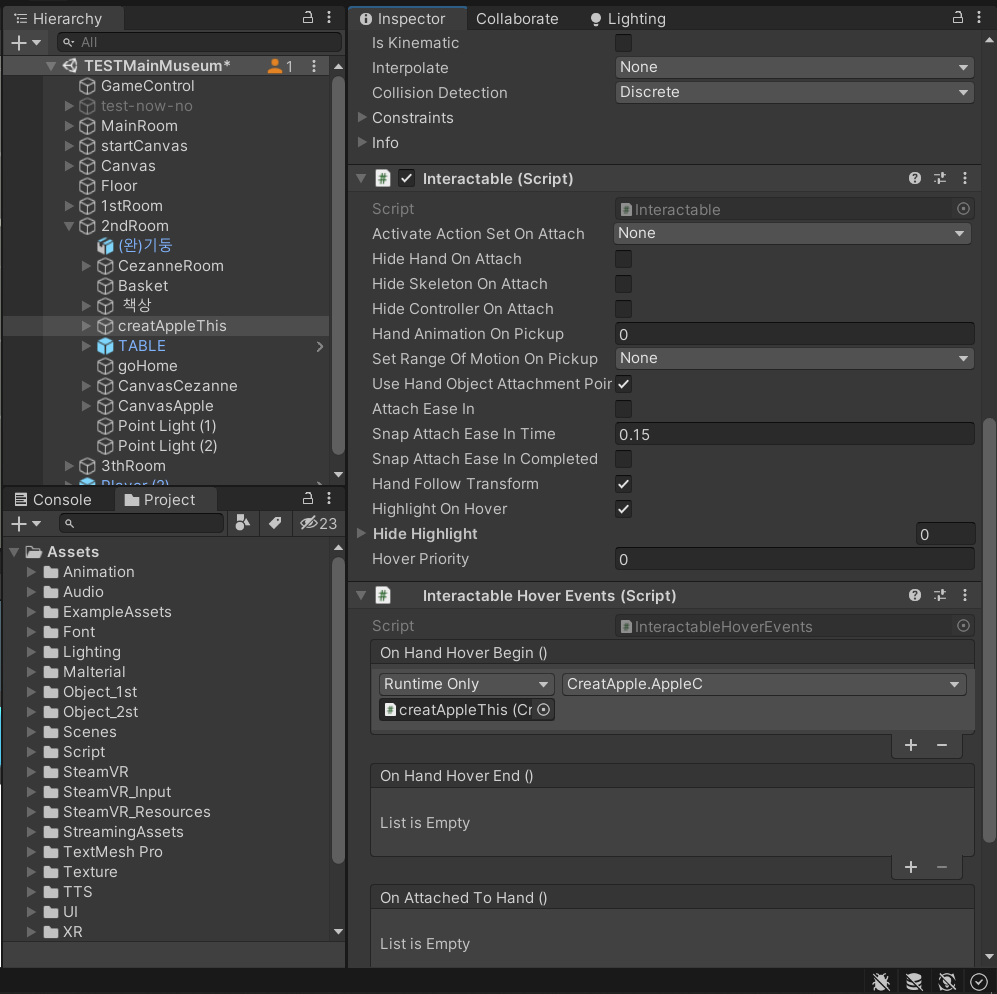 Hierarchy
All
TESTMainMuseum*
1
GameControl
test-now-no
MainRoom
startCanvas
Canvas
Floor
1stRoom
2ndRoom
(완)기둥
CezanneRoom
Basket
책상
creatAppleThis
TABLE
goHome
CanvasCezanne
CanvasApple
Point Light (1)
Point Light (2)
3thRoom
Player (2)
Console
Project
23
Assets
Animation
Audio
ExampleAssets
Font
Lighting
Malterial
Object_1st
Object_2st
Scenes
Script
SteamVR
SteamVR_Input
SteamVR_Resources
StreamingAssets
TextMesh Pro
Texture
TTS
UI
XR
Inspector
Collaborate
Lighting
Is Kinematic
Interpolate
None
Collision Detection
Discrete
Constraints
Info
# Interactable (Script)
Script
Interactable
Activate Action Set On Attach
None
Hide Hand On Attach
Hide Skeleton On Attach
Hide Controller On Attach
Hand Animation On Pickup
0
Set Range Of Motion On Pickup
None
Use Hand Object Attachment Poir
Attach Ease In
Snap Attach Ease In Time
0.15
Snap Attach Ease In Completed
Hand Follow Transform
Highlight On Hover
Hide Highlight
0
Hover Priority
0
# Interactable Hover Events (Script)
Script
InteractableHoverEvents
On Hand Hover Begin ()
Runtime Only
CreatApple.AppleC
creatAppleThis (Cr
On Hand Hover End ()
List is Empty
On Attached To Hand ()
List is Empty